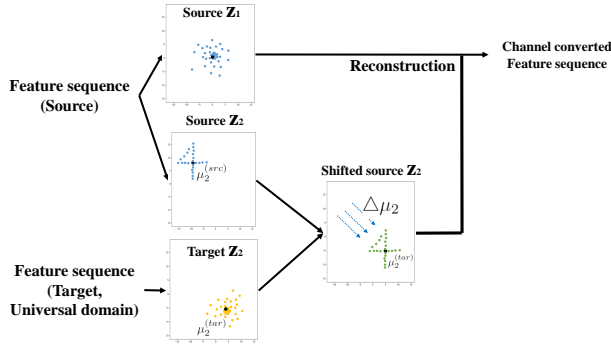 Source Z₁
Feature sequence
(Source)
Reconstruction
Channel converted
Feature sequence
Source Z₂
μ₂^(src)
Shifted source Z₂
△μ₂
μ₂^(tar)
Feature sequence
(Target,
Universal domain)
Target Z₂
μ₂^(tar)